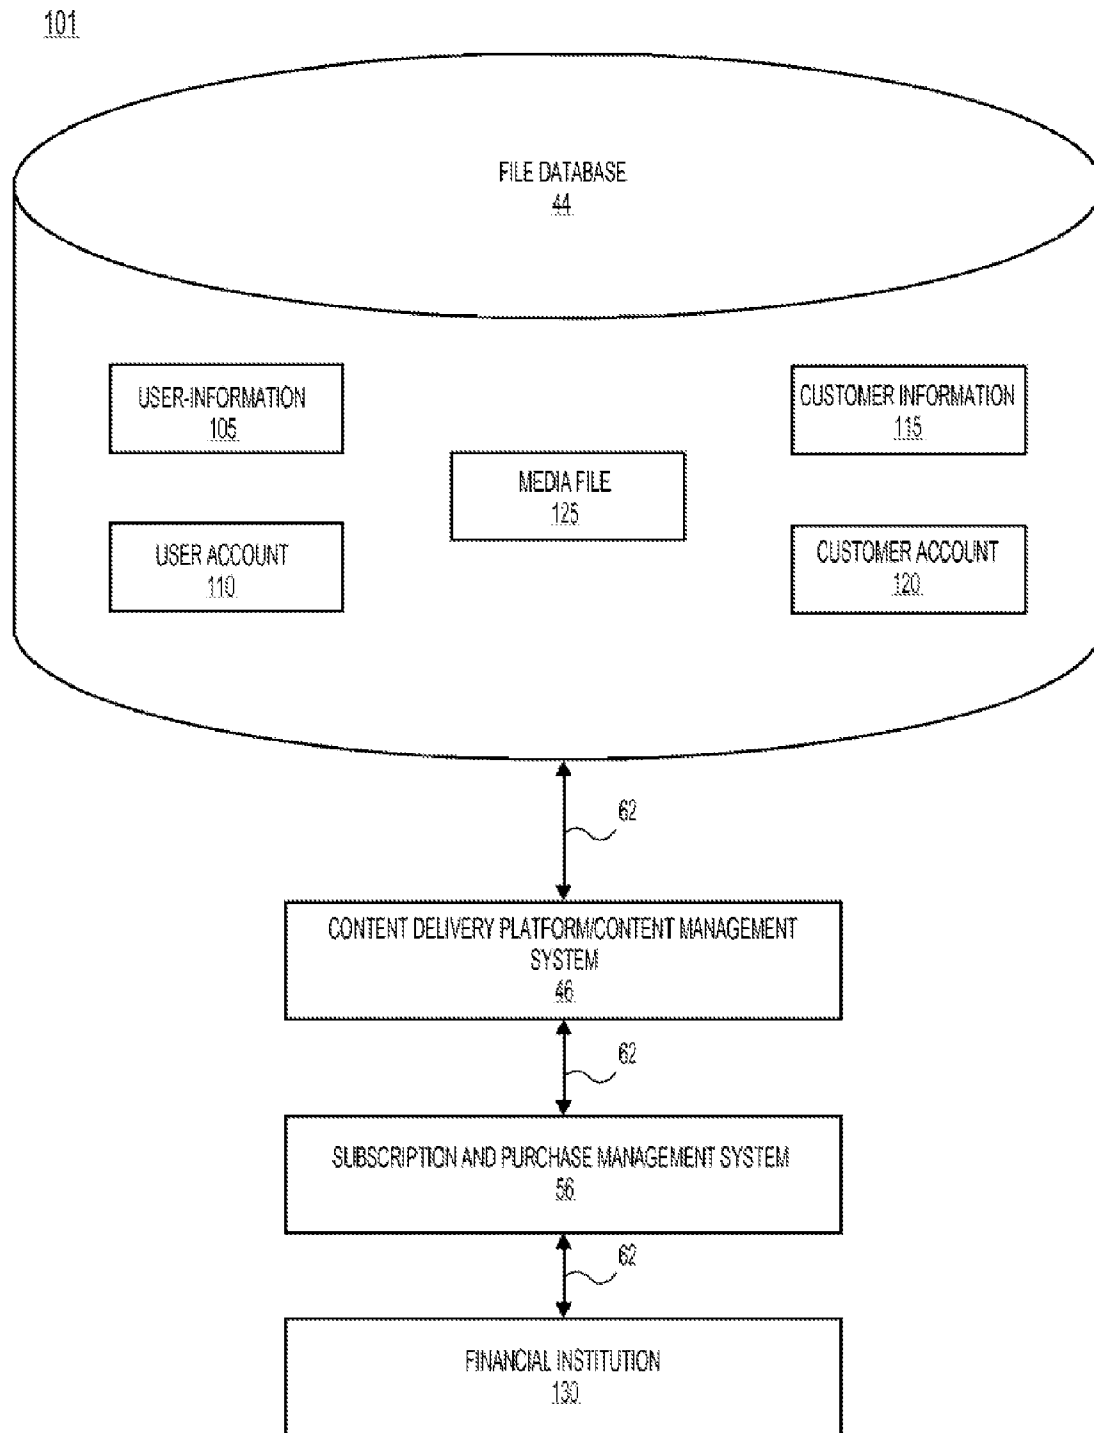 101
FILE DATABASE
44
USER-INFORMATION
105
CUSTOMER INFORMATION
115
MEDIA FILE
125
USER ACCOUNT
110
CUSTOMER ACCOUNT
120
62
CONTENT DELIVERY PLATFORM/CONTENT MANAGEMENT
SYSTEM
46
62
SUBSCRIPTION AND PURCHASE MANAGEMENT SYSTEM
56
62
FINANCIAL INSTITUTION
130